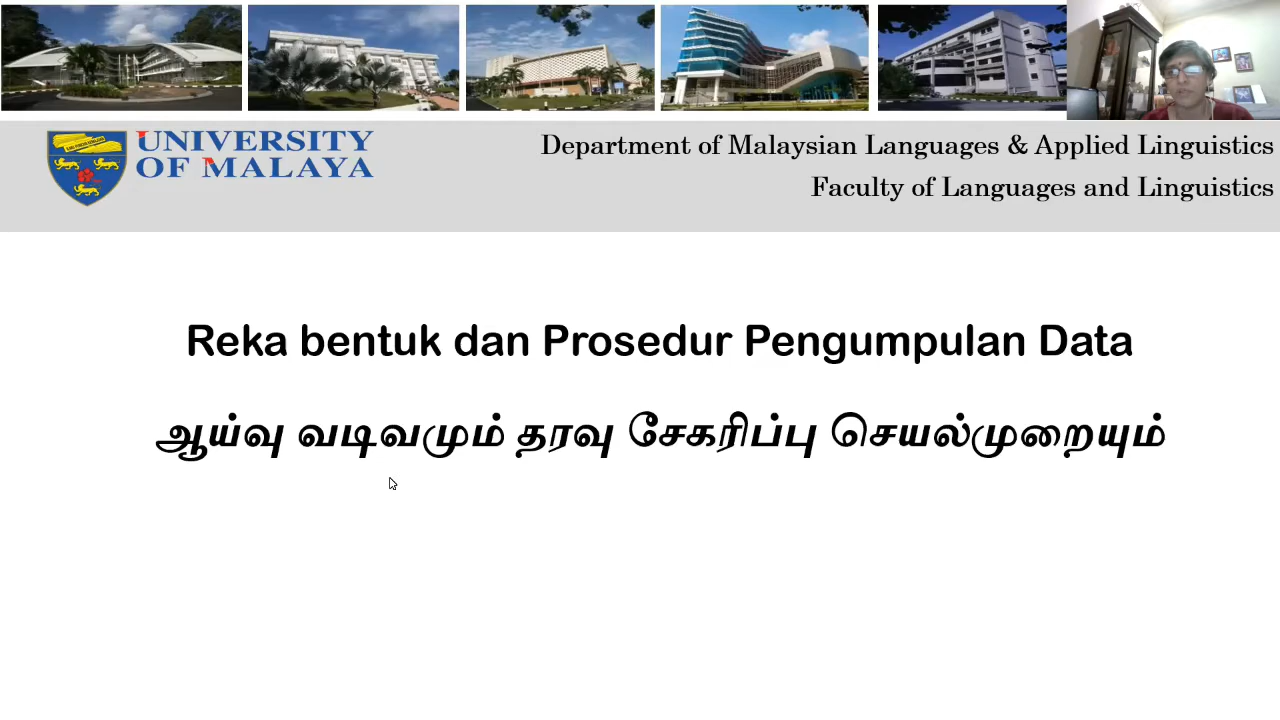 UNIVERSITY
OF MALAYA
Department of Malaysian Languages & Applied Linguistics
Faculty of Languages and Linguistics
Reka bentuk dan Prosedur Pengumpulan Data
ஆய்வு வடிவமும் தரவு சேகரிப்பு செயல்முறையும்